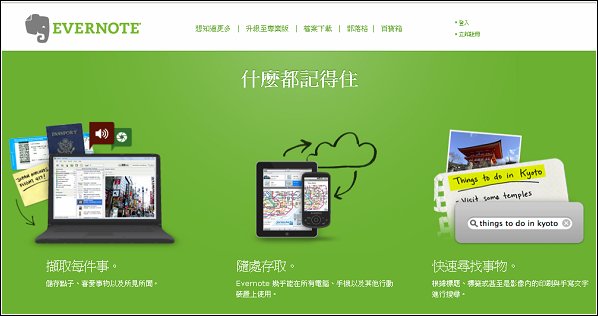 EVERNOTE
想知道更多 | 升級至專業版 | 檔案下載 | 部落格 | 百寶箱
登入
立即註冊
什麼都記得住
PASSPORT
Things to do in Kyoto
- Visit some temples
things to do in kyoto
擷取每件事。
儲存點子、喜愛事物以及所見所聞。
隨處存取。
Evernote 幾乎能在所有電腦、手機以及其他行動
裝置上使用。
快速尋找事物。
根據標題、標籤或甚至是影像內的印刷與手寫文字
進行搜尋。